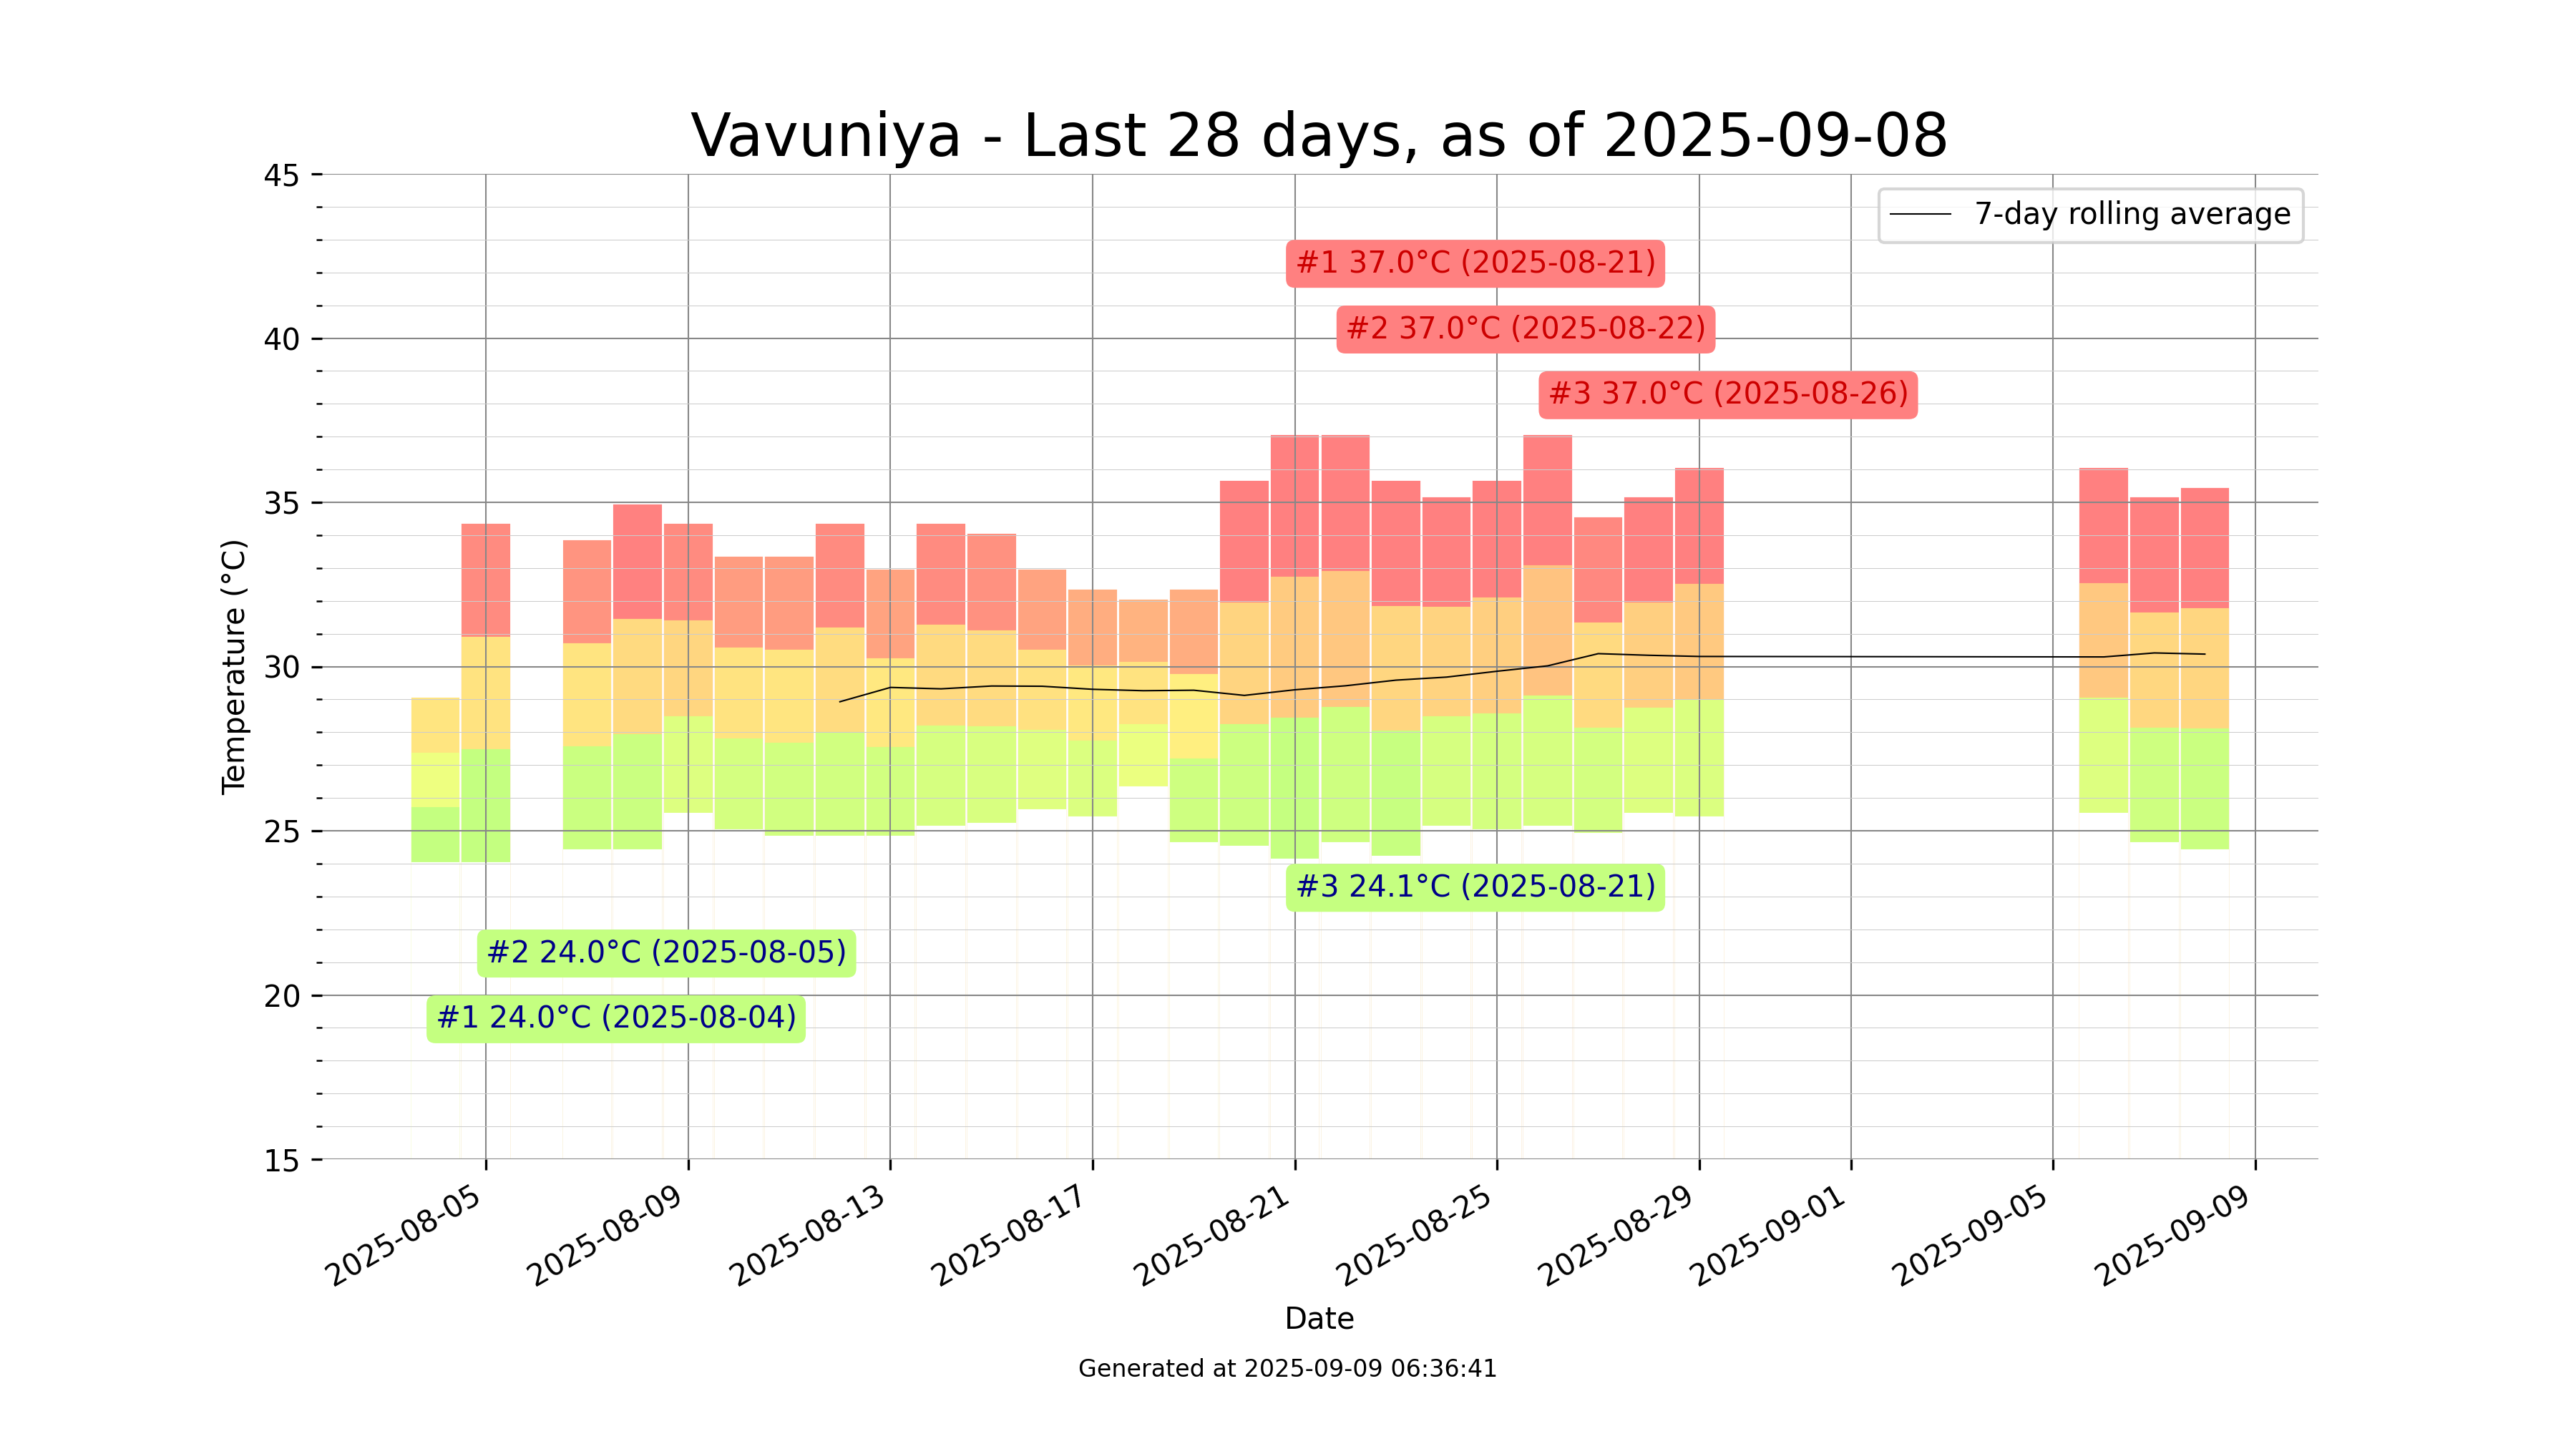 Vavuniya - Last 28 days, as of 2025-09-08
45
7-day rolling average
#1 37.0°C (2025-08-21)
40
#2 37.0°C (2025-08-22)
#3 37.0°C (2025-08-26)
35
Temperature (°C)
30
25
#3 24.1°C (2025-08-21)
#2 24.0°C (2025-08-05)
20
#1 24.0°C (2025-08-04)
15
2025-08-05
2025-08-09
2025-08-13
2025-08-17
2025-08-21
2025-08-25
2025-08-29
2025-09-01
2025-09-05
2025-09-09
Date
Generated at 2025-09-09 06:36:41